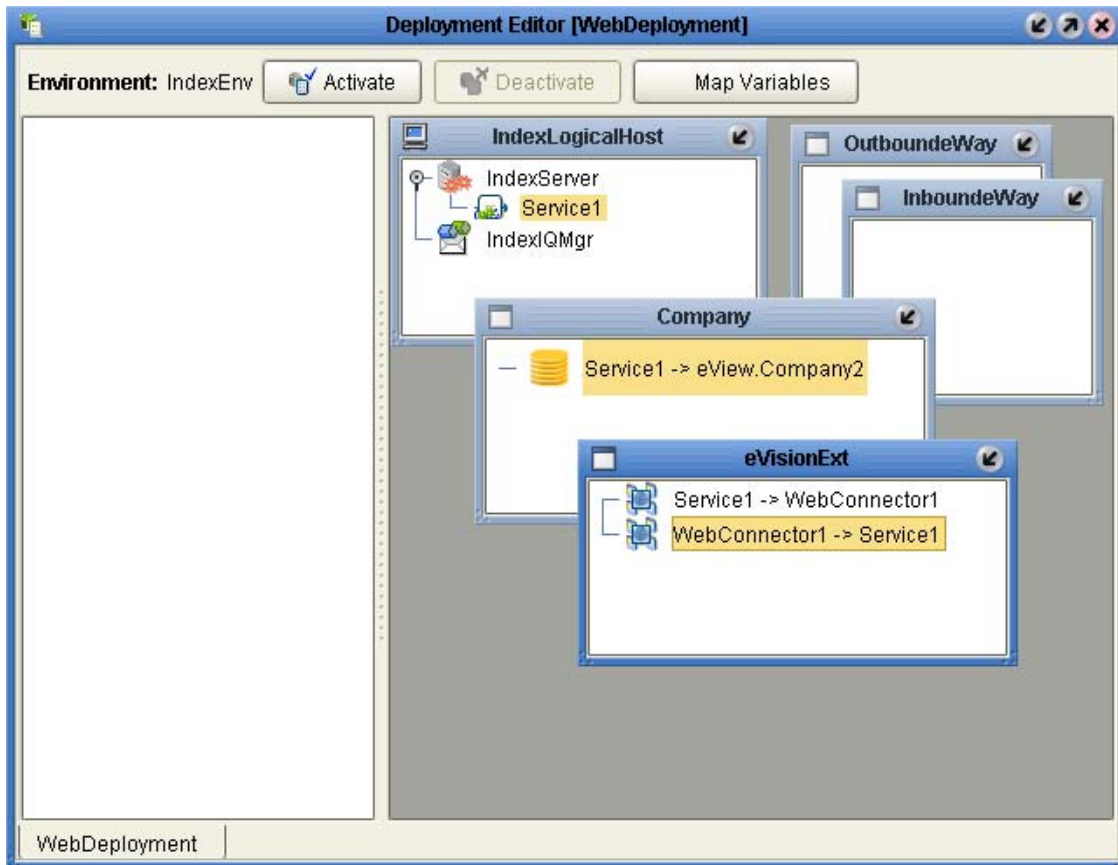 Deployment Editor [WebDeployment]
Environment: IndexEnv Activate Deactivate Map Variables
IndexLogicalHost
IndexServer
Service1
IndexIQMgr
OutboundeWay
InboundeWay
Company
Service1 -> eView.Company2
eVisionExt
Service1 -> WebConnector1
WebConnector1 -> Service1
WebDeployment